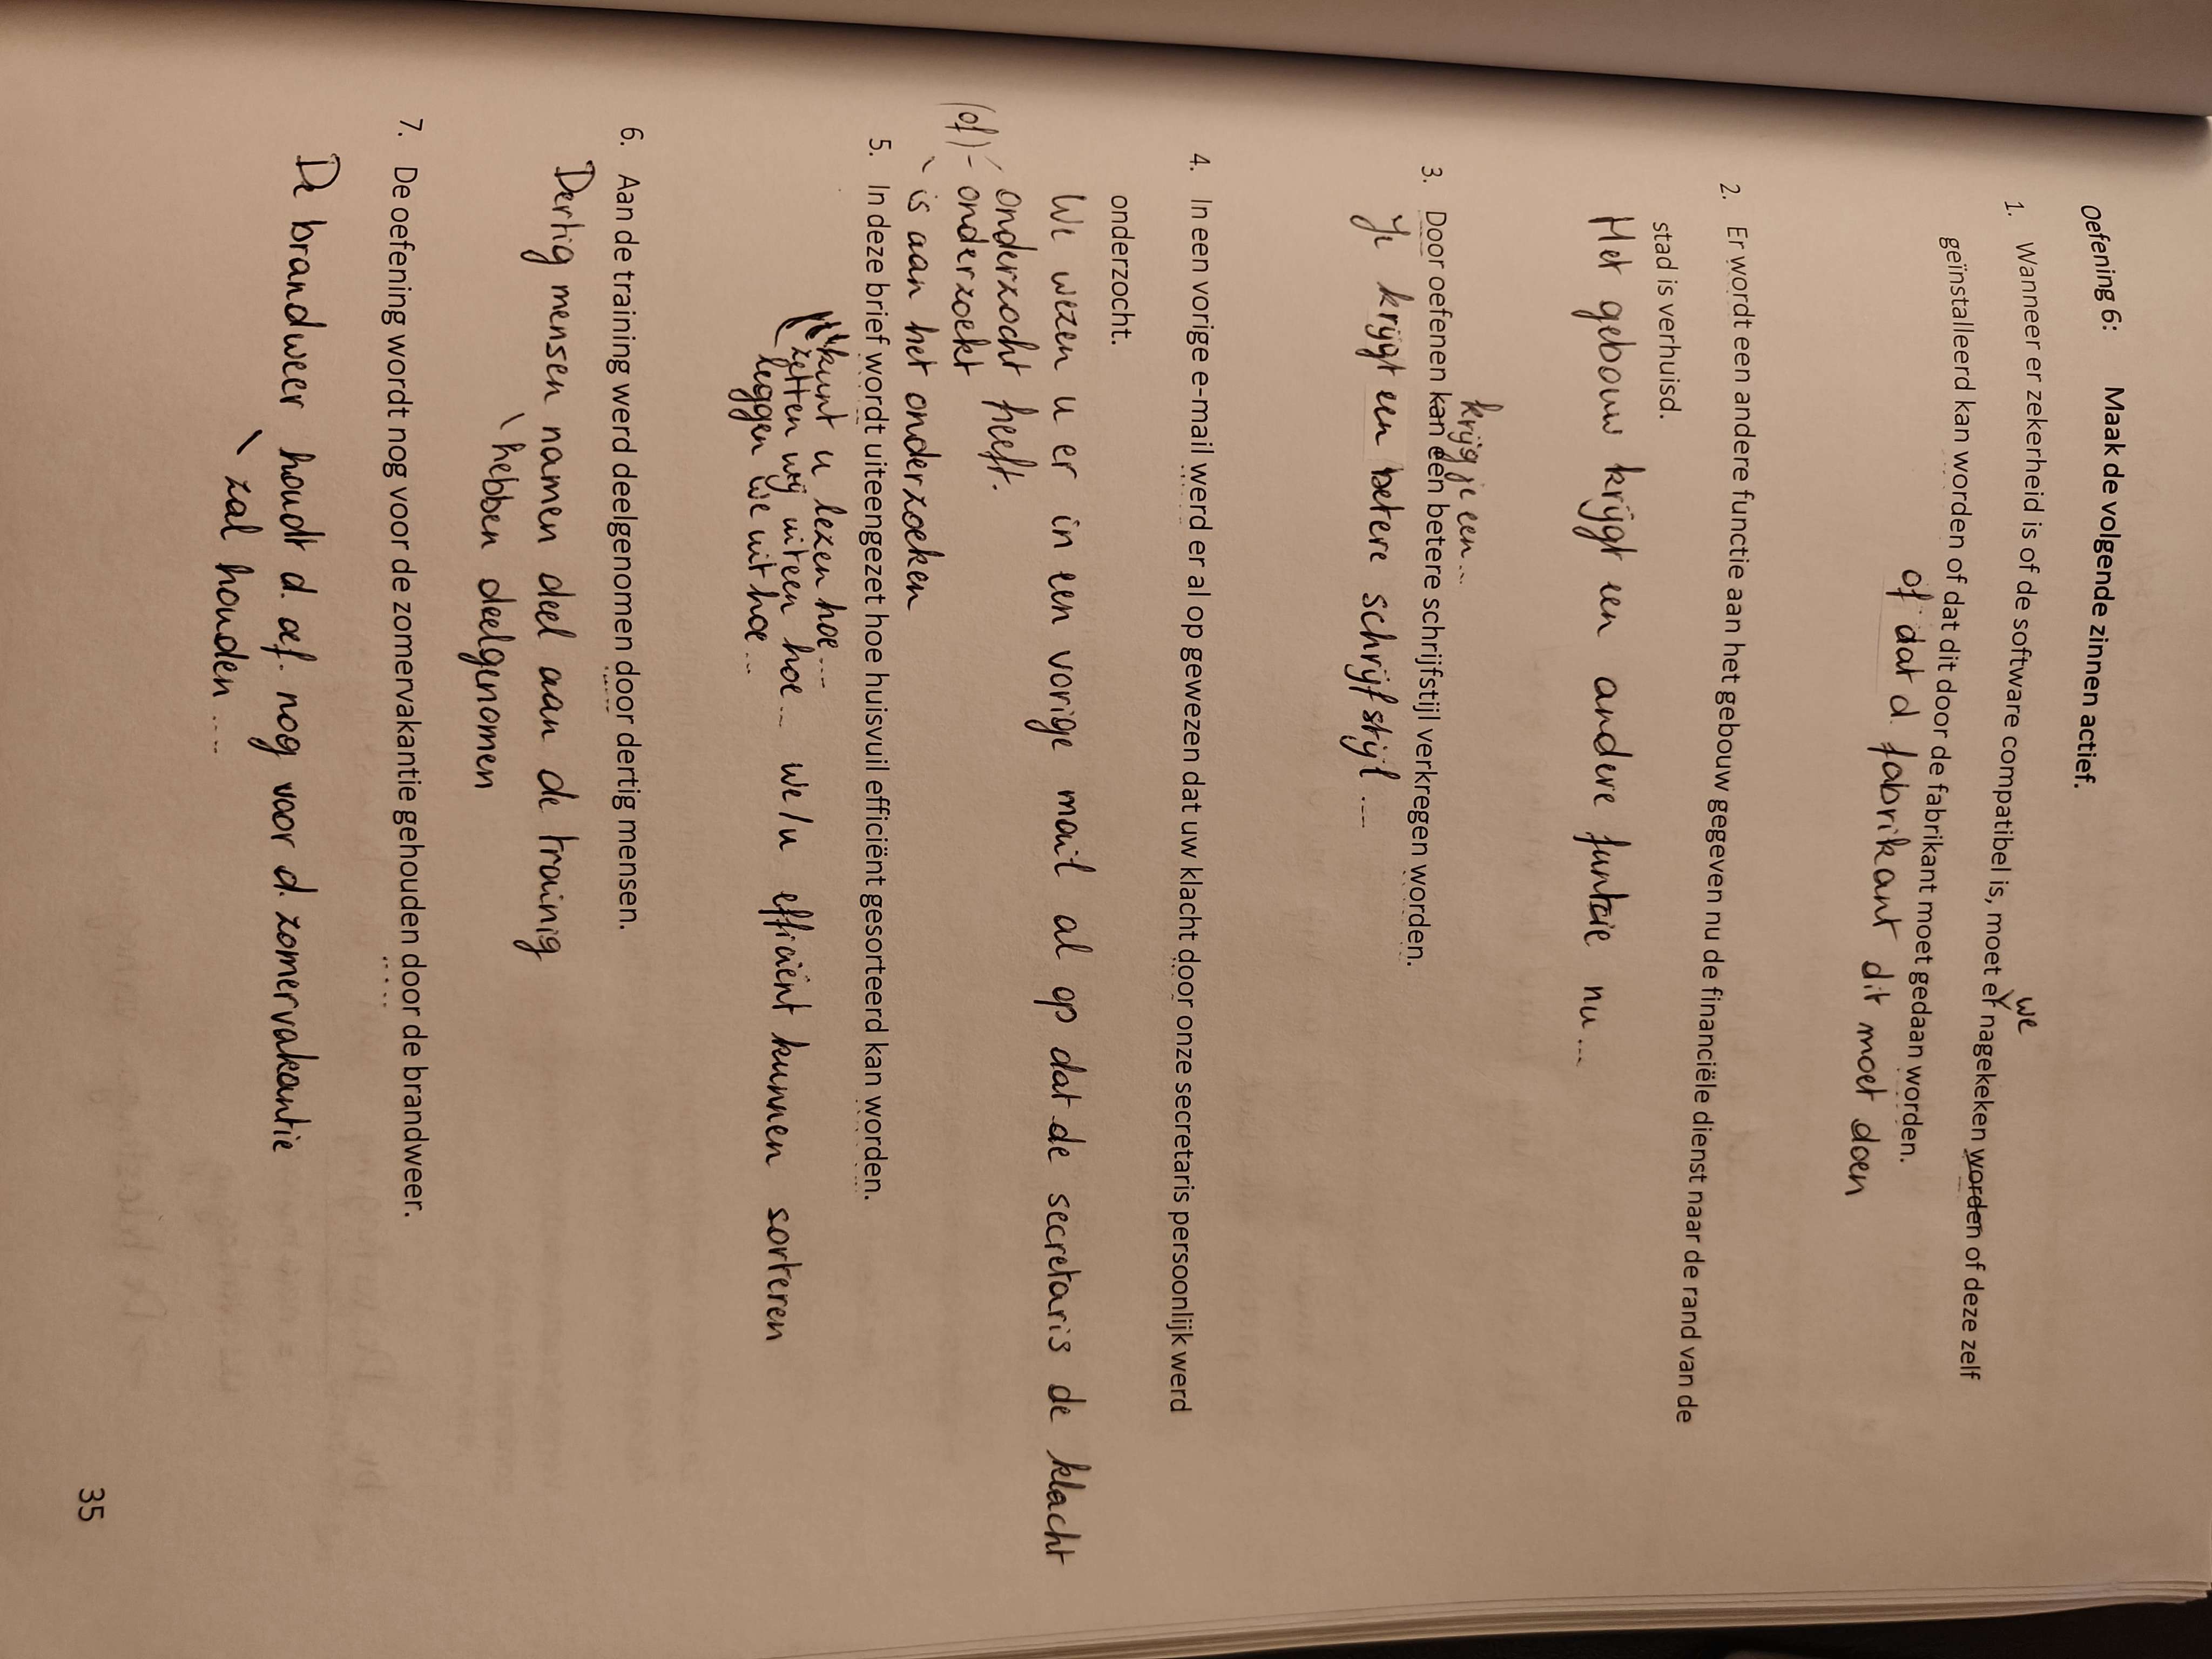 Oefening 6: Maak de volgende zinnen actief.
we
1. Wanneer er zekerheid is of de software compatibel is, moet er nagekeken worden of deze zelf
geïnstalleerd kan worden of dat dit door de fabrikant moet gedaan worden.
of dat d. fabrikant dit moet doen
2. Er wordt een andere functie aan het gebouw gegeven nu de financiële dienst naar de rand van de
stad is verhuisd.
Het gebouw krijgt een andere funtcie nu ...
krijg je een ...
3. Door oefenen kan een betere schrijfstijl verkregen worden.
Je krijgt een betere schrijfstijl ...
4. In een vorige e-mail werd er al op gewezen dat uw klacht door onze secretaris persoonlijk werd
onderzocht.
We wezen u er in een vorige mail al op dat de secretaris de klacht
onderzocht heeft.
(of) - onderzoekt
is aan het onderzoeken
5. In deze brief wordt uiteengezet hoe huisvuil efficiënt gesorteerd kan worden.
kunt u lezen hoe ...
zetten wij uiteen hoe ... we/u efficiënt kunnen sorteren
leggen we uit hoe ...
6. Aan de training werd deelgenomen door dertig mensen.
Dertig mensen namen deel aan de trainig
\ hebben deelgenomen
7. De oefening wordt nog voor de zomervakantie gehouden door de brandweer.
De brandweer houdt d. oef. nog voor d. zomervakantie
\ zal houden ....
35